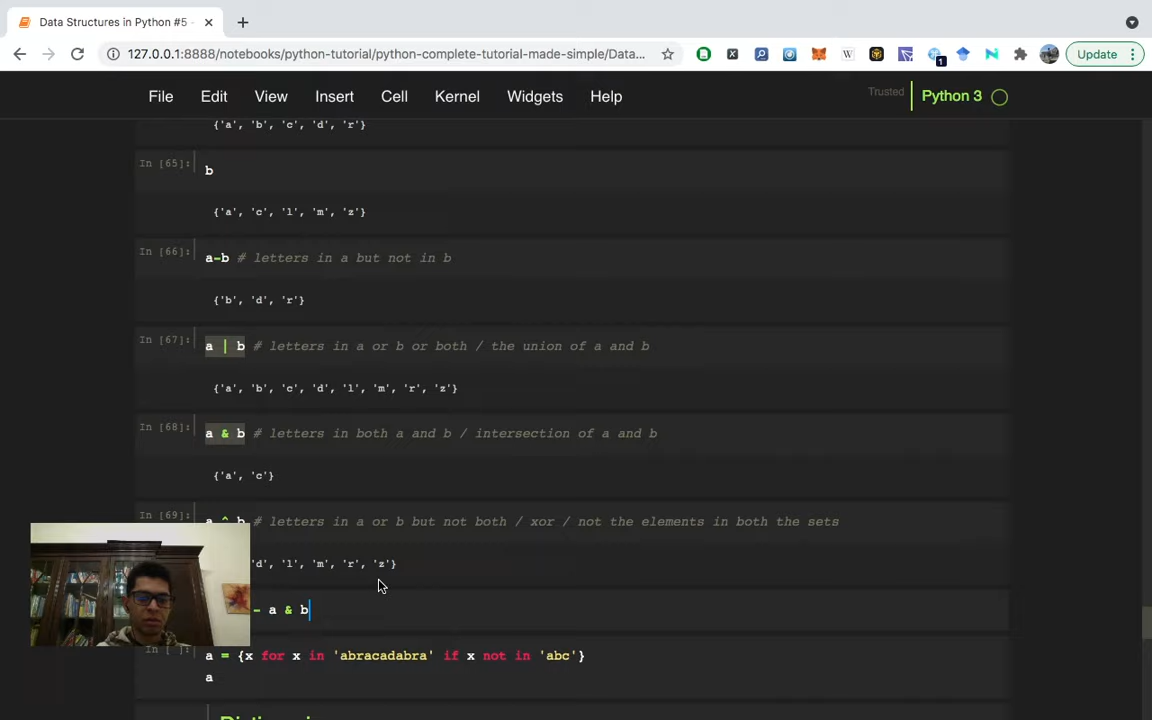 Data Structures in Python #5 -
127.0.0.1:8888/notebooks/python-tutorial/python-complete-tutorial-made-simple/Data...
1
Update
File Edit View Insert Cell Kernel Widgets Help
Trusted
Python 3
{'a', 'b', 'c', 'd', 'r'}
In [65]:
b
{'a', 'c', 'l', 'm', 'z'}
In [66]:
a-b # letters in a but not in b
{'b', 'd', 'r'}
In [67]:
a | b # letters in a or b or both / the union of a and b
{'a', 'b', 'c', 'd', 'l', 'm', 'r', 'z'}
In [68]:
a & b # letters in both a and b / intersection of a and b
{'a', 'c'}
In [69]:
a ^ b # letters in a or b but not both / xor / not the elements in both the sets
'd', 'l', 'm', 'r', 'z'}
- a & b
In [ ]:
a = {x for x in 'abracadabra' if x not in 'abc'}
a